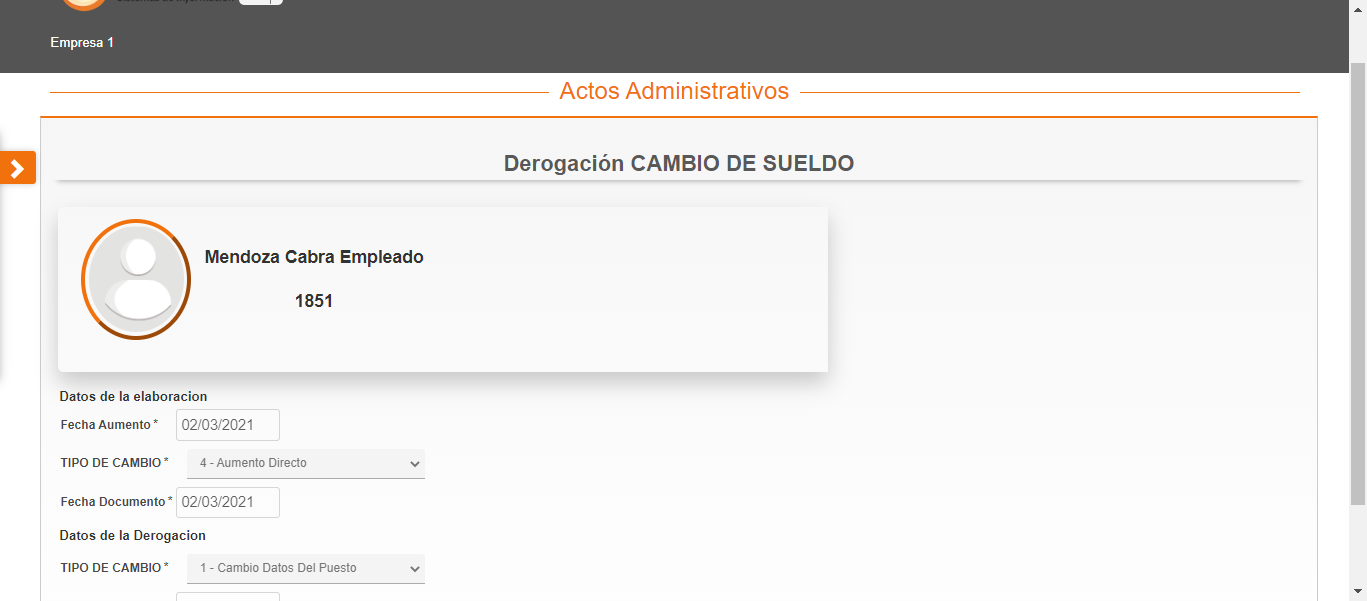 Empresa 1
Actos Administrativos
Derogación CAMBIO DE SUELDO
Mendoza Cabra Empleado
1851
Datos de la elaboracion
Fecha Aumento * 02/03/2021
TIPO DE CAMBIO * 4 - Aumento Directo
Fecha Documento * 02/03/2021
Datos de la Derogacion
TIPO DE CAMBIO * 1 - Cambio Datos Del Puesto